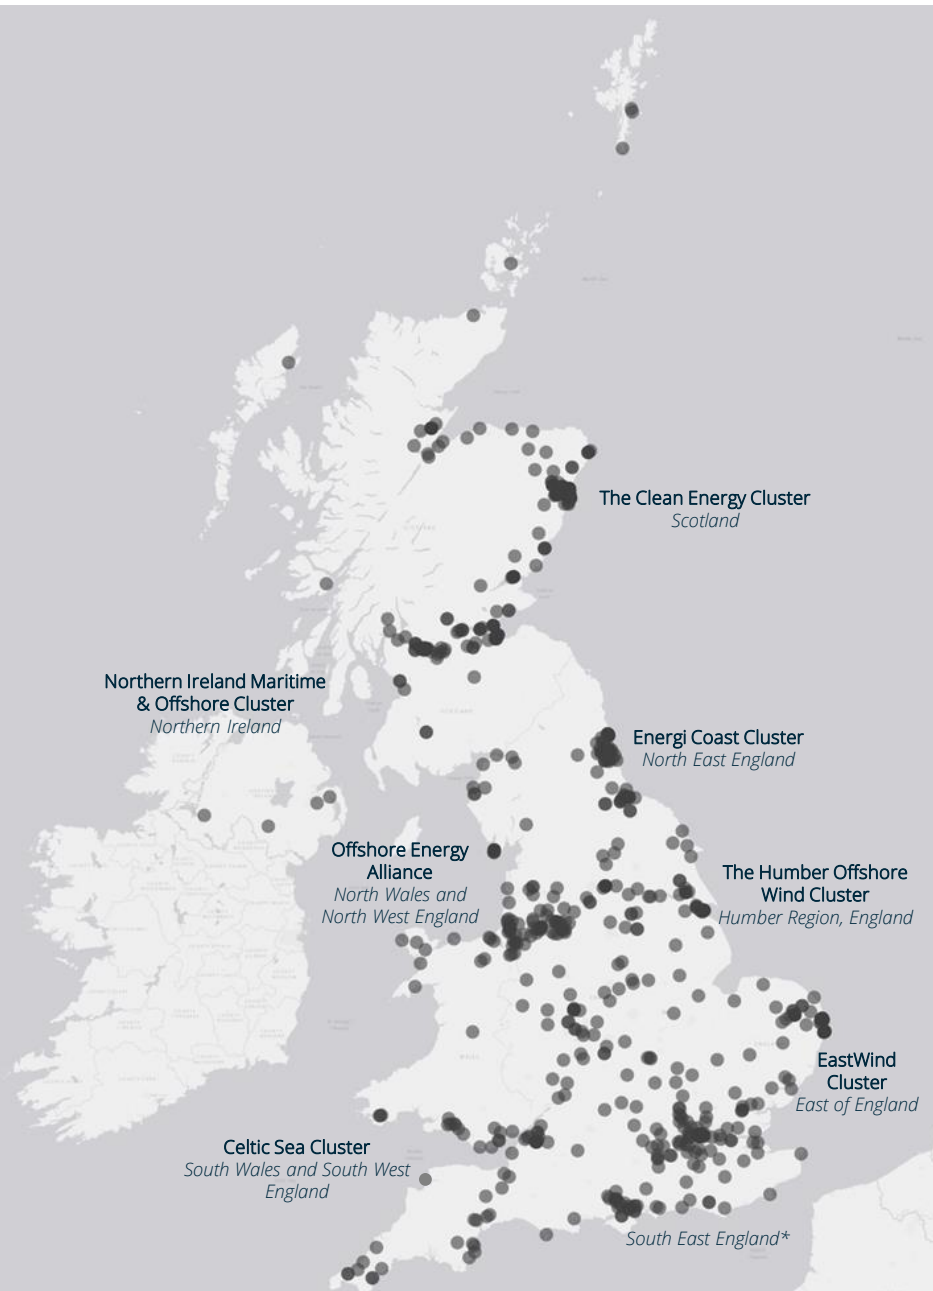 The Clean Energy Cluster
Scotland
Northern Ireland Maritime
& Offshore Cluster
Northern Ireland
Energi Coast Cluster
North East England
Offshore Energy
Alliance
North Wales and
North West England
The Humber Offshore
Wind Cluster
Humber Region, England
EastWind
Cluster
East of England
Celtic Sea Cluster
South Wales and South West
England
South East England*